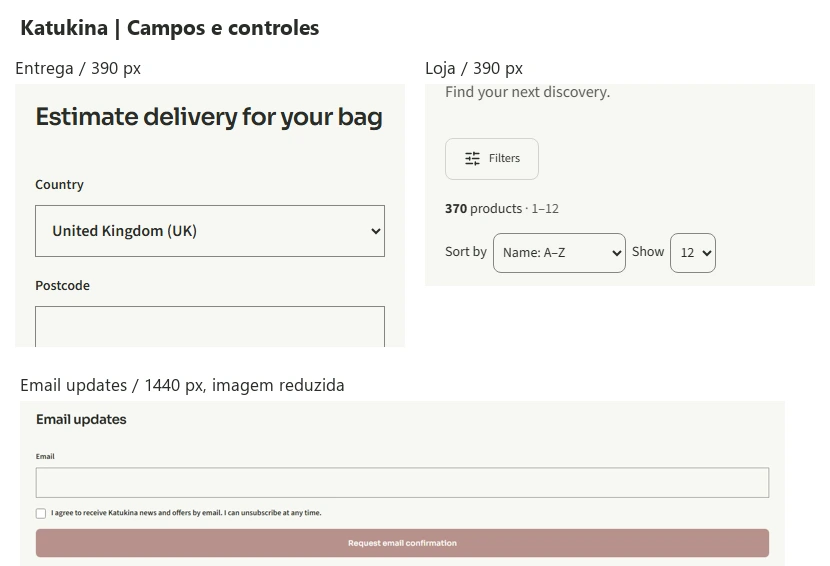 Katukina | Campos e controles
Entrega / 390 px
Estimate delivery for your bag
Country
United Kingdom (UK)
Postcode
Loja / 390 px
Find your next discovery.
Filters
370 products · 1–12
Sort by Name: A–Z Show 12
Email updates / 1440 px, imagem reduzida
Email updates
Email
I agree to receive Katukina news and offers by email. I can unsubscribe at any time.
Request email confirmation